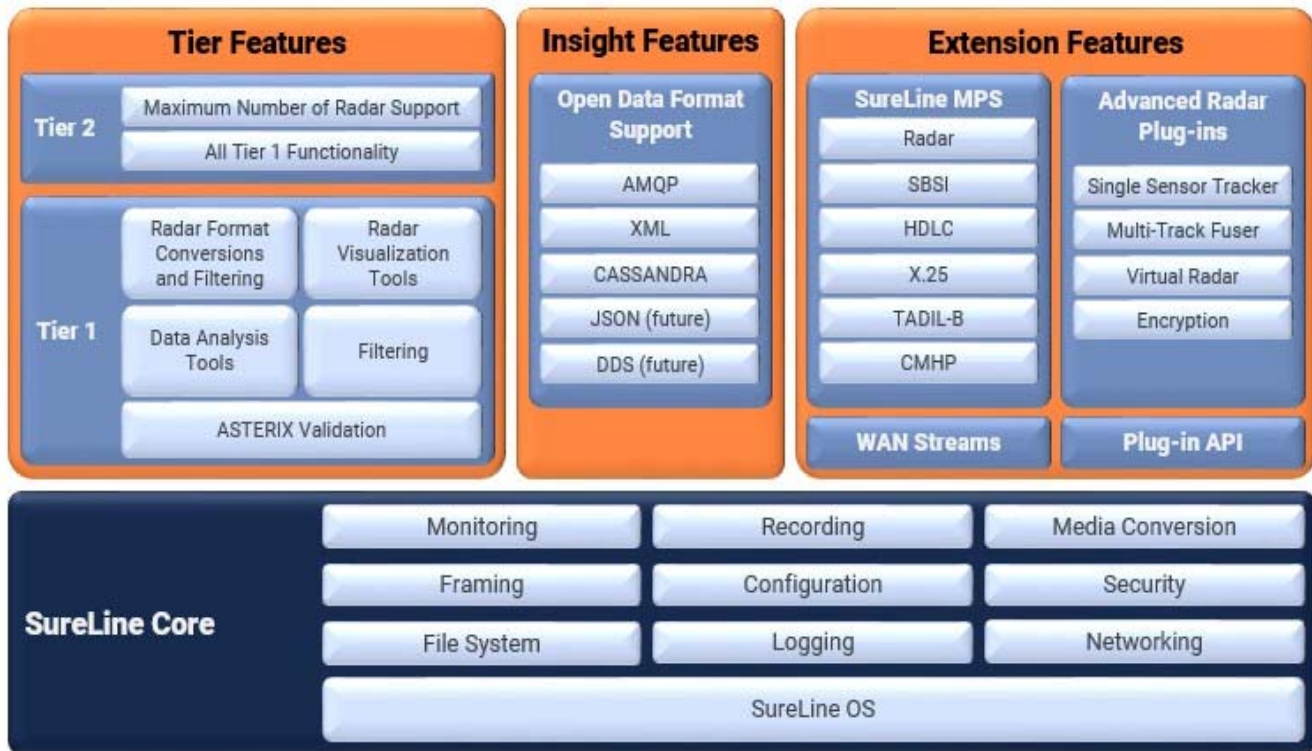 Tier Features
Tier 2
Maximum Number of Radar Support
All Tier 1 Functionality
Tier 1
Radar Format
Conversions
and Filtering
Radar
Visualization
Tools
Data Analysis
Tools
Filtering
ASTERIX Validation
Insight Features
Open Data Format
Support
AMQP
XML
CASSANDRA
JSON (future)
DDS (future)
Extension Features
SureLine MPS
Radar
SBSI
HDLC
X.25
TADIL-B
CMHP
Advanced Radar
Plug-ins
Single Sensor Tracker
Multi-Track Fuser
Virtual Radar
Encryption
WAN Streams
Plug-in API
SureLine Core
Monitoring
Recording
Media Conversion
Framing
Configuration
Security
File System
Logging
Networking
SureLine OS